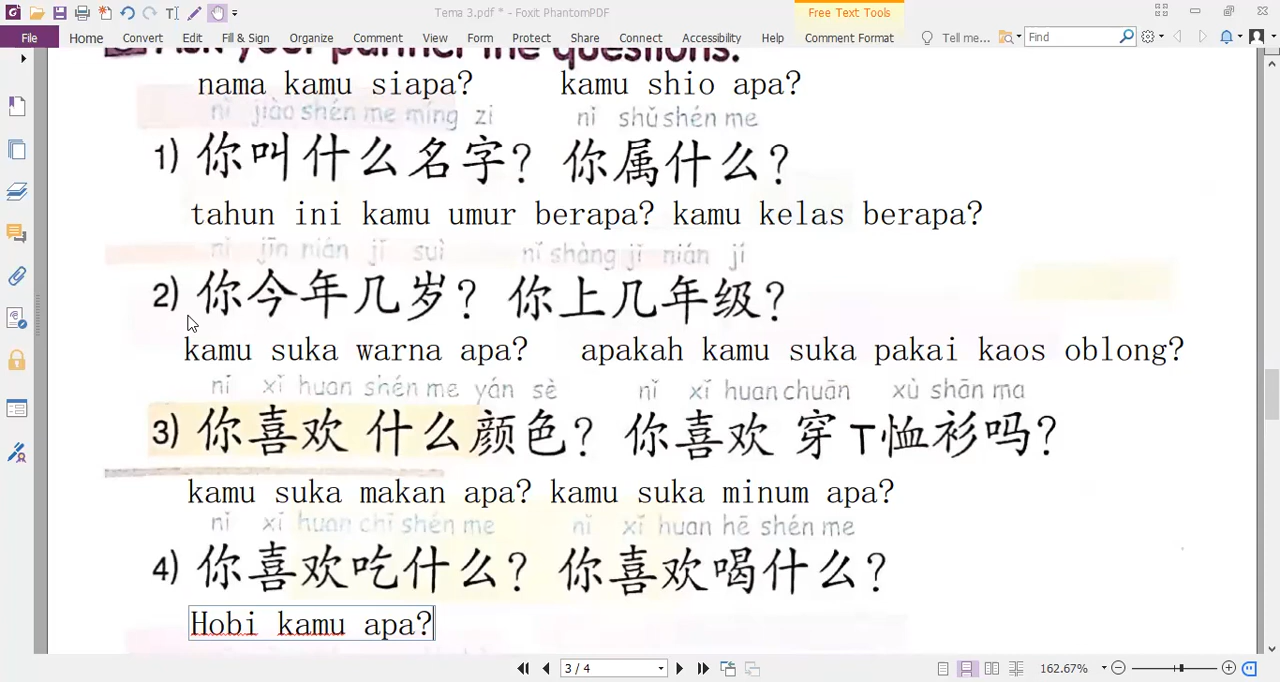 Tema 3.pdf * - Foxit PhantomPDF
Free Text Tools
File Home Convert Edit Fill & Sign Organize Comment View Form Protect Share Connect Accessibility Help Comment Format Tell me... Find
Ask your partner the questions.
nama kamu siapa? kamu shio apa?
nǐ jiào shén me míng zi nǐ shǔ shén me
1) 你叫什么名字? 你属什么?
tahun ini kamu umur berapa? kamu kelas berapa?
nǐ jīn nián jǐ suì nǐ shàng jǐ nián jí
2) 你今年几岁? 你上几年级?
kamu suka warna apa? apakah kamu suka pakai kaos oblong?
nǐ xǐ huan shén me yán sè nǐ xǐ huan chuān xù shān ma
3) 你喜欢 什么颜色? 你喜欢 穿 T恤衫吗?
kamu suka makan apa? kamu suka minum apa?
nǐ xǐ huan chī shén me nǐ xǐ huan hē shén me
4) 你喜欢吃什么? 你喜欢喝什么?
Hobi kamu apa?
3 / 4 162.67%